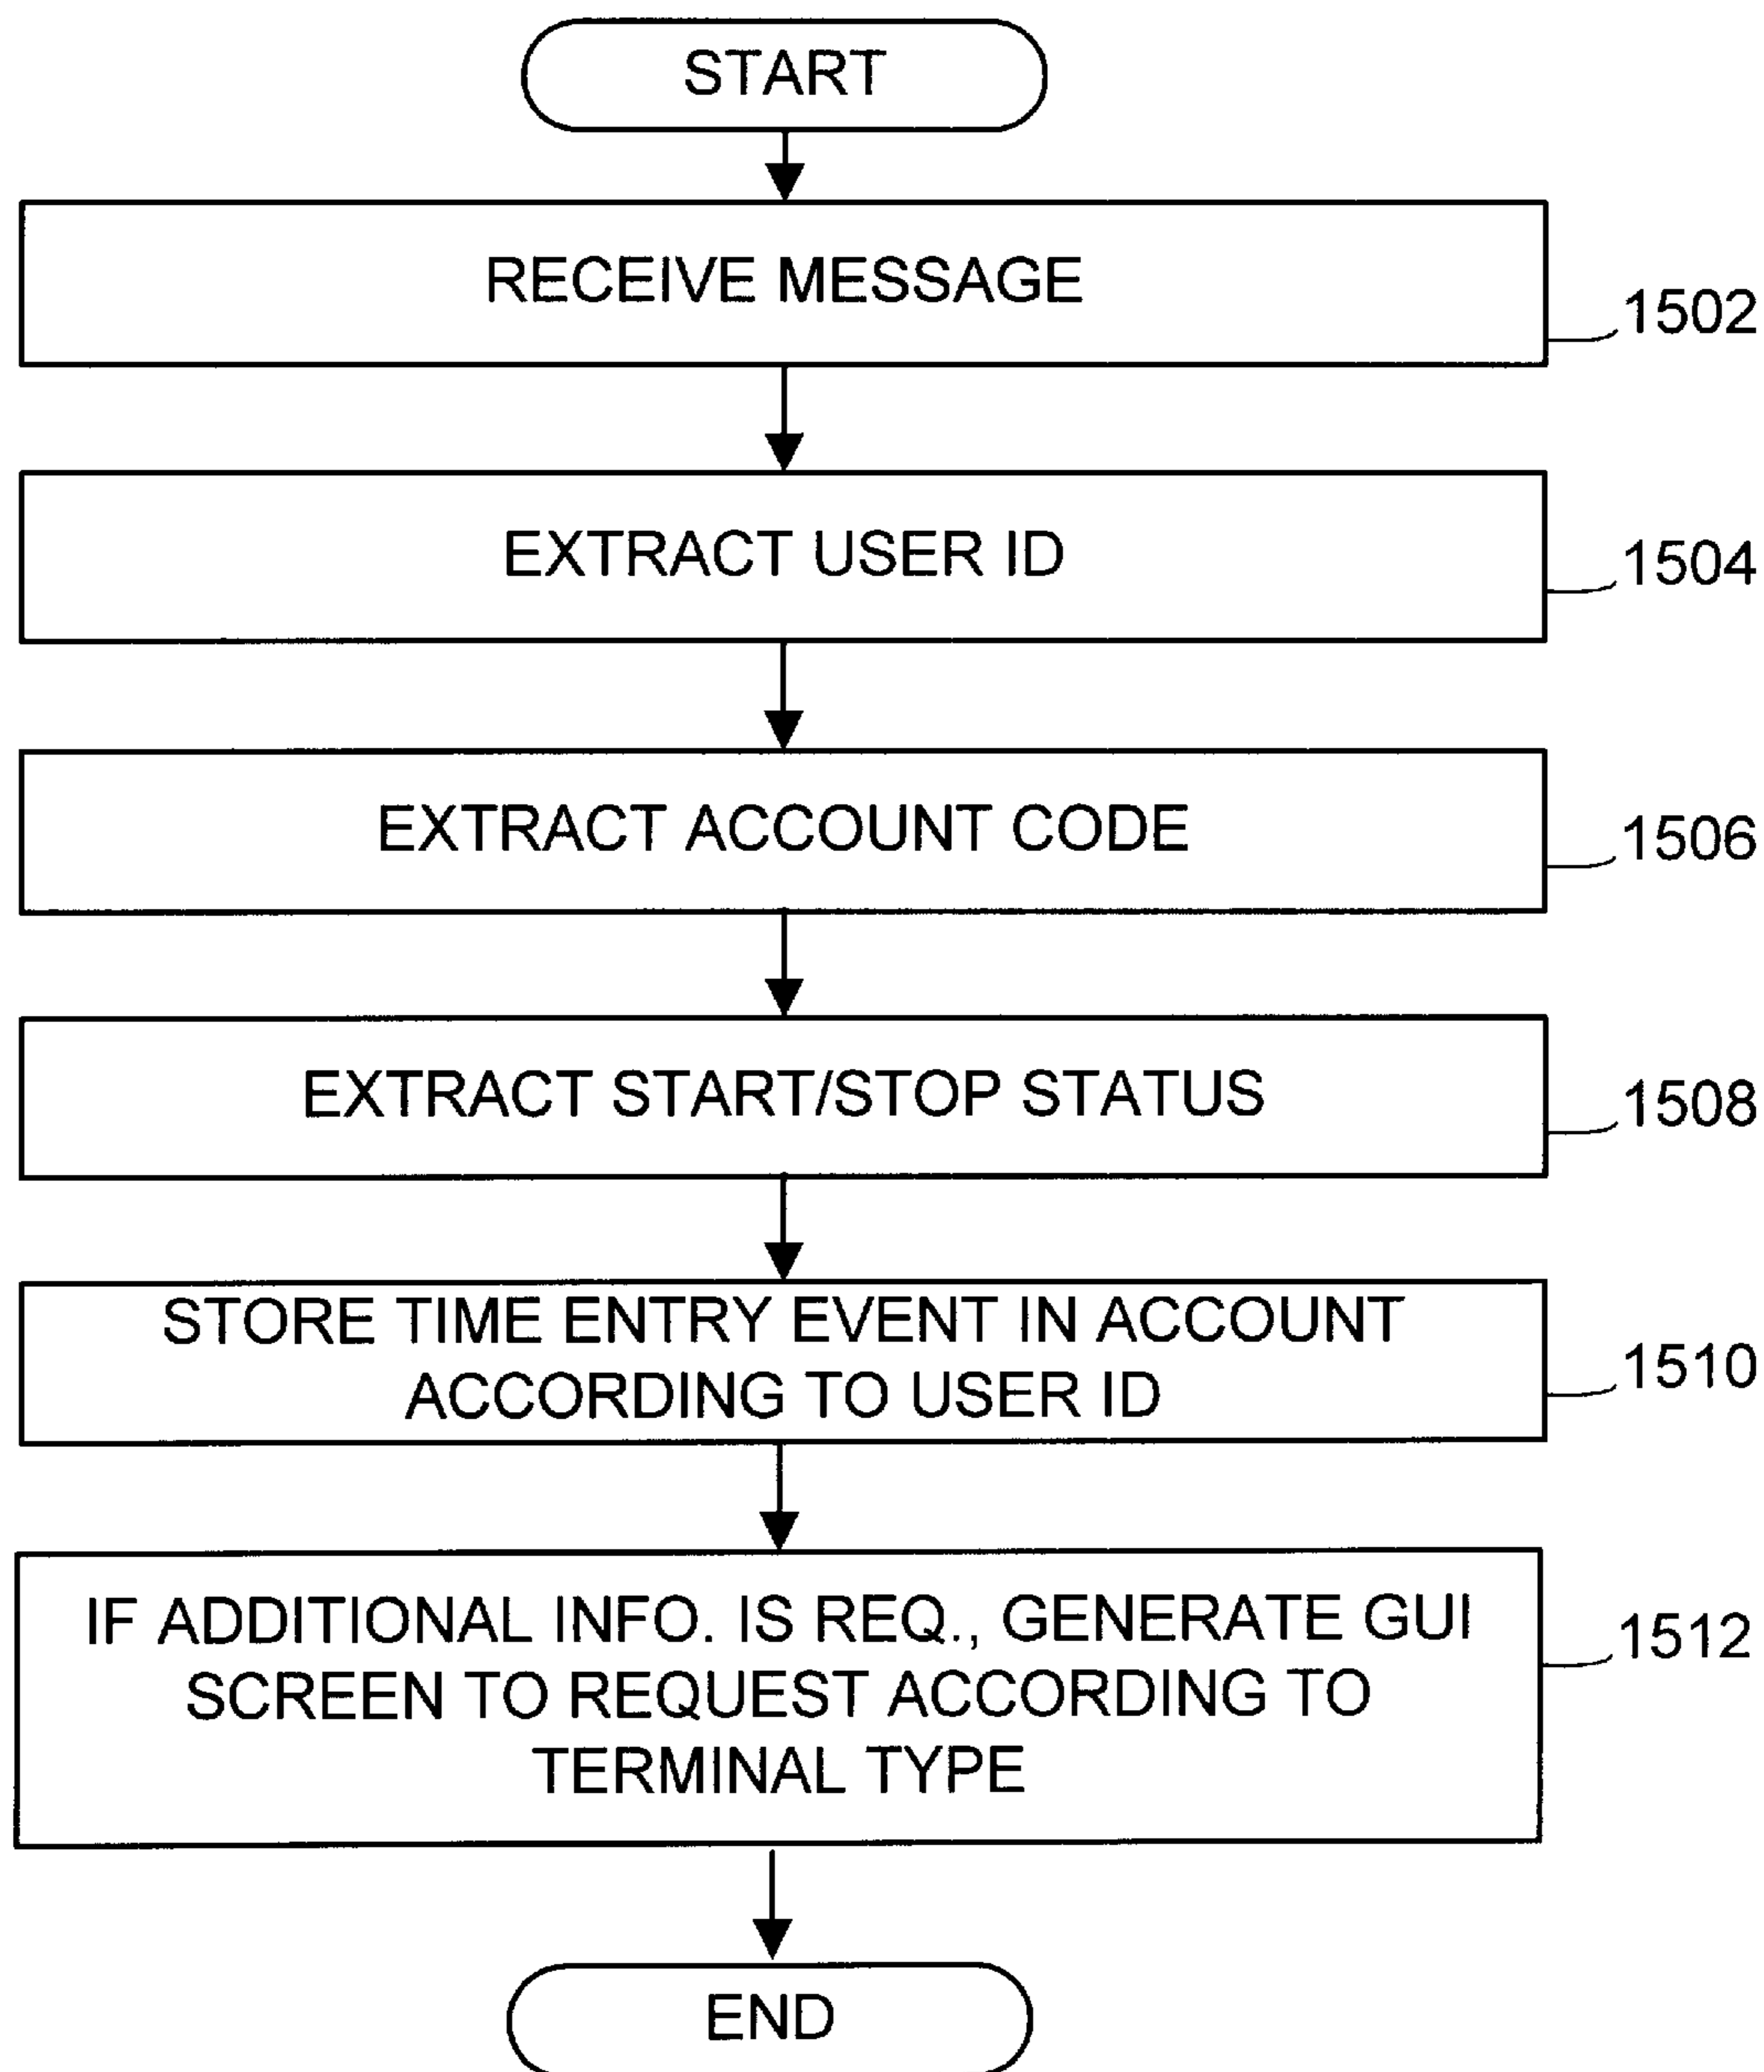 START
RECEIVE MESSAGE
1502
EXTRACT USER ID
1504
EXTRACT ACCOUNT CODE
1506
EXTRACT START/STOP STATUS
1508
STORE TIME ENTRY EVENT IN ACCOUNT
ACCORDING TO USER ID
1510
IF ADDITIONAL INFO. IS REQ., GENERATE GUI
SCREEN TO REQUEST ACCORDING TO
TERMINAL TYPE
1512
END